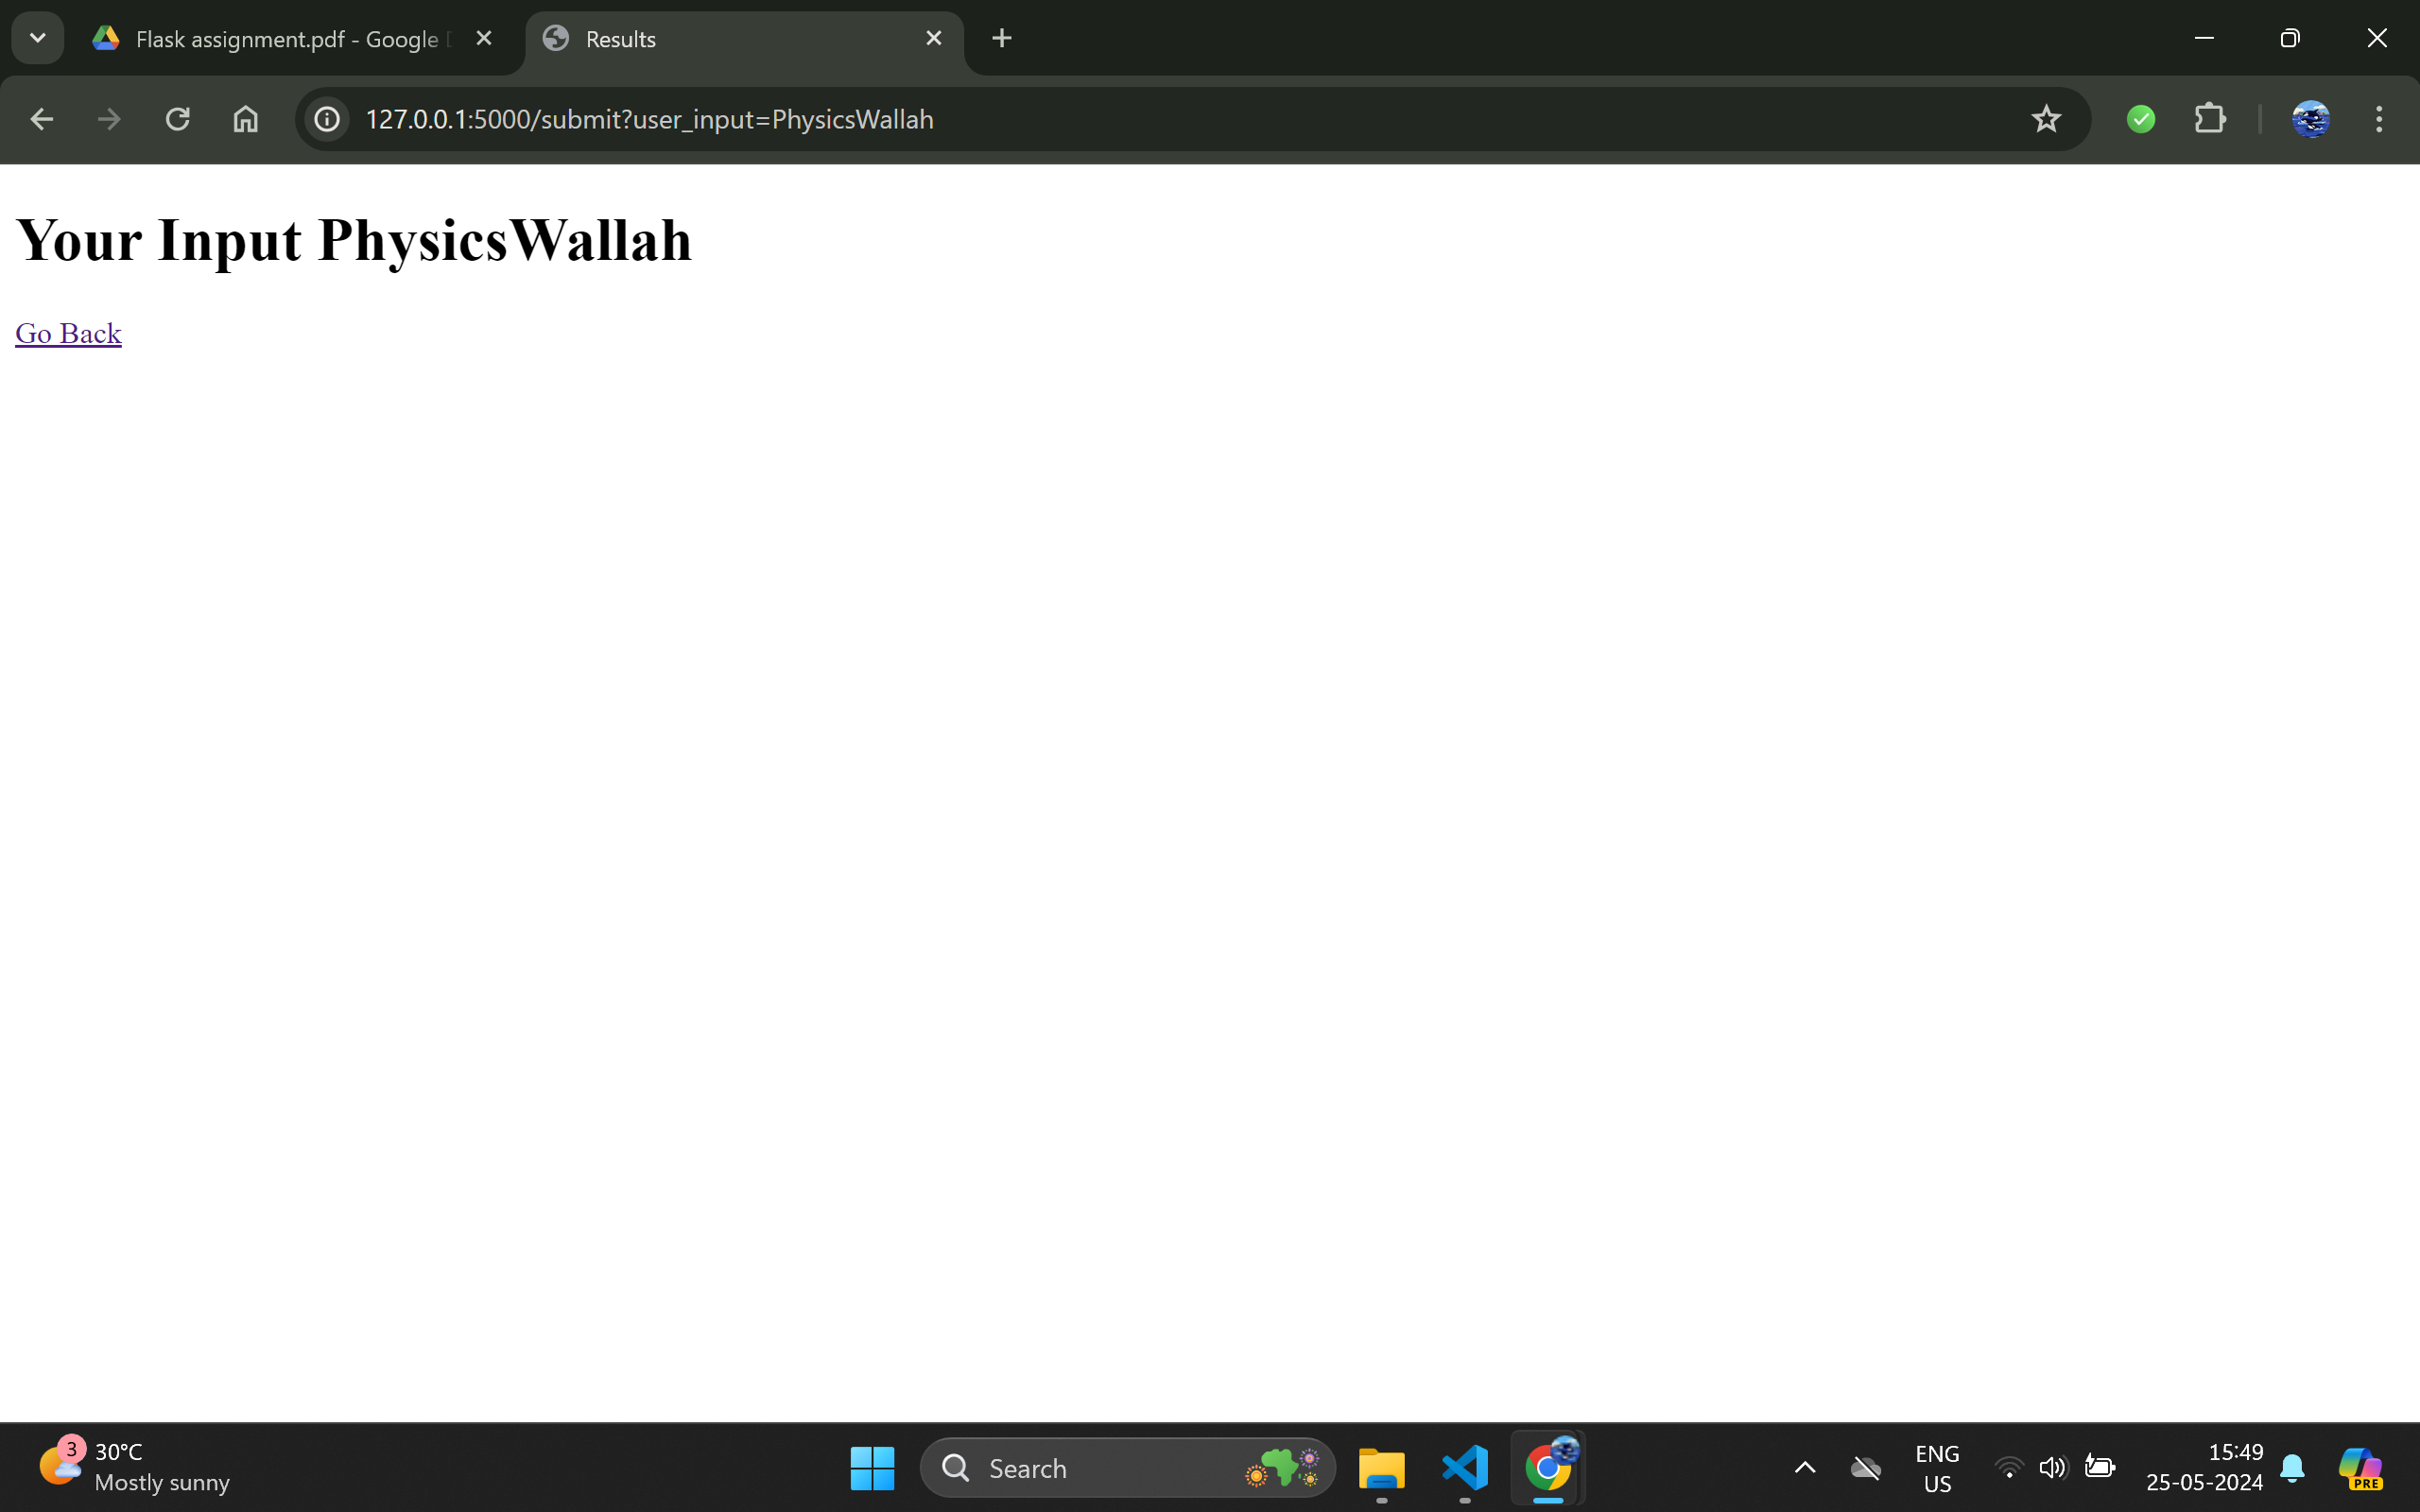 Flask assignment.pdf - Google
Results
127.0.0.1:5000/submit?user_input=PhysicsWallah
Your Input PhysicsWallah
Go Back
3
30°C
Mostly sunny
Search
ENG
US
15:49
25-05-2024
PRE